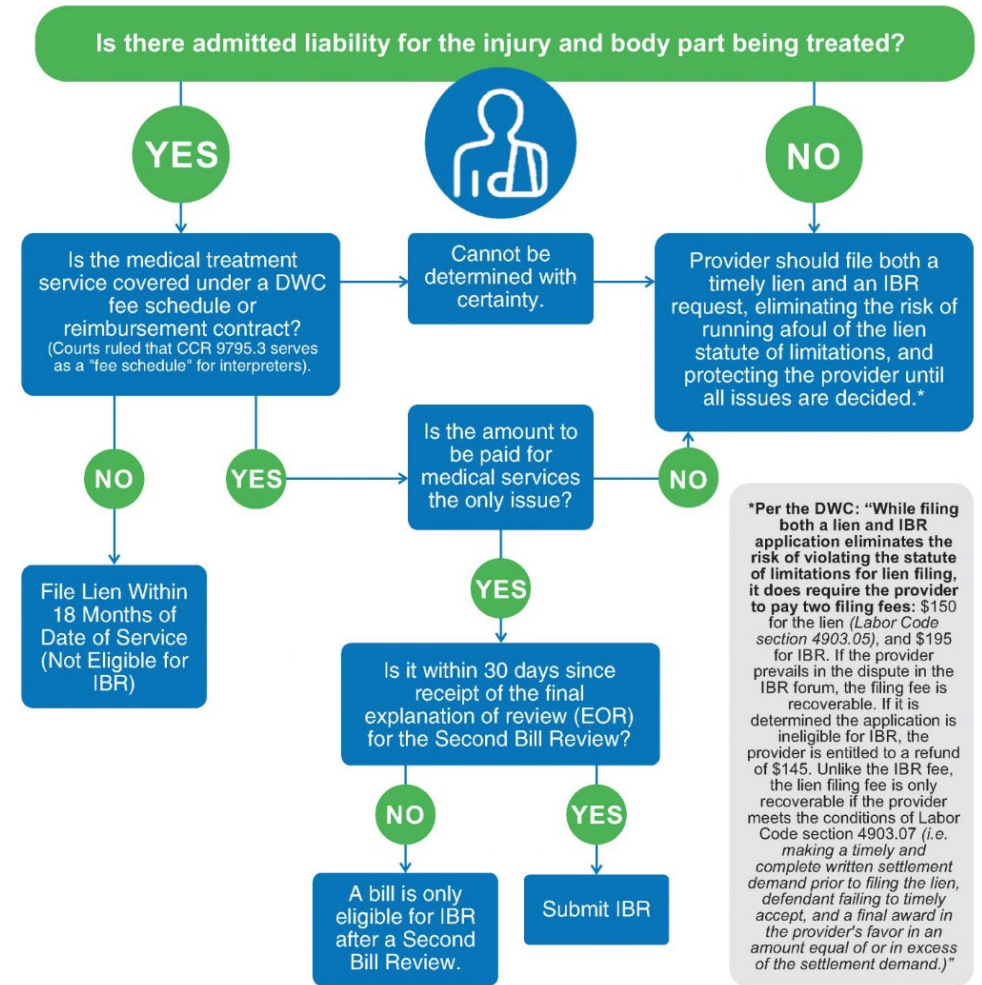 Is there admitted liability for the injury and body part being treated?
YES
NO
Is the medical treatment
service covered under a DWC
fee schedule or
reimbursement contract?
(Courts ruled that CCR 9795.3 serves
as a "fee schedule" for interpreters).
Cannot be
determined with
certainty.
Provider should file both a
timely lien and an IBR
request, eliminating the risk of
running afoul of the lien
statute of limitations, and
protecting the provider until
all issues are decided.*
NO
YES
Is the amount to
be paid for
medical services
the only issue?
NO
File Lien Within
18 Months of
Date of Service
(Not Eligible for
IBR)
YES
Is it within 30 days since
receipt of the final
explanation of review (EOR)
for the Second Bill Review?
NO
YES
A bill is only
eligible for IBR
after a Second
Bill Review.
Submit IBR
*Per the DWC: “While filing
both a lien and IBR
application eliminates the
risk of violating the statute
of limitations for lien filing,
it does require the provider
to pay two filing fees: $150
for the lien (Labor Code
section 4903.05), and $195
for IBR. If the provider
prevails in the dispute in the
IBR forum, the filing fee is
recoverable. If it is
determined the application is
ineligible for IBR, the
provider is entitled to a refund
of $145. Unlike the IBR fee,
the lien filing fee is only
recoverable if the provider
meets the conditions of Labor
Code section 4903.07 (i.e.
making a timely and
complete written settlement
demand prior to filing the lien,
defendant failing to timely
accept, and a final award in
the provider's favor in an
amount equal of or in excess
of the settlement demand.)”